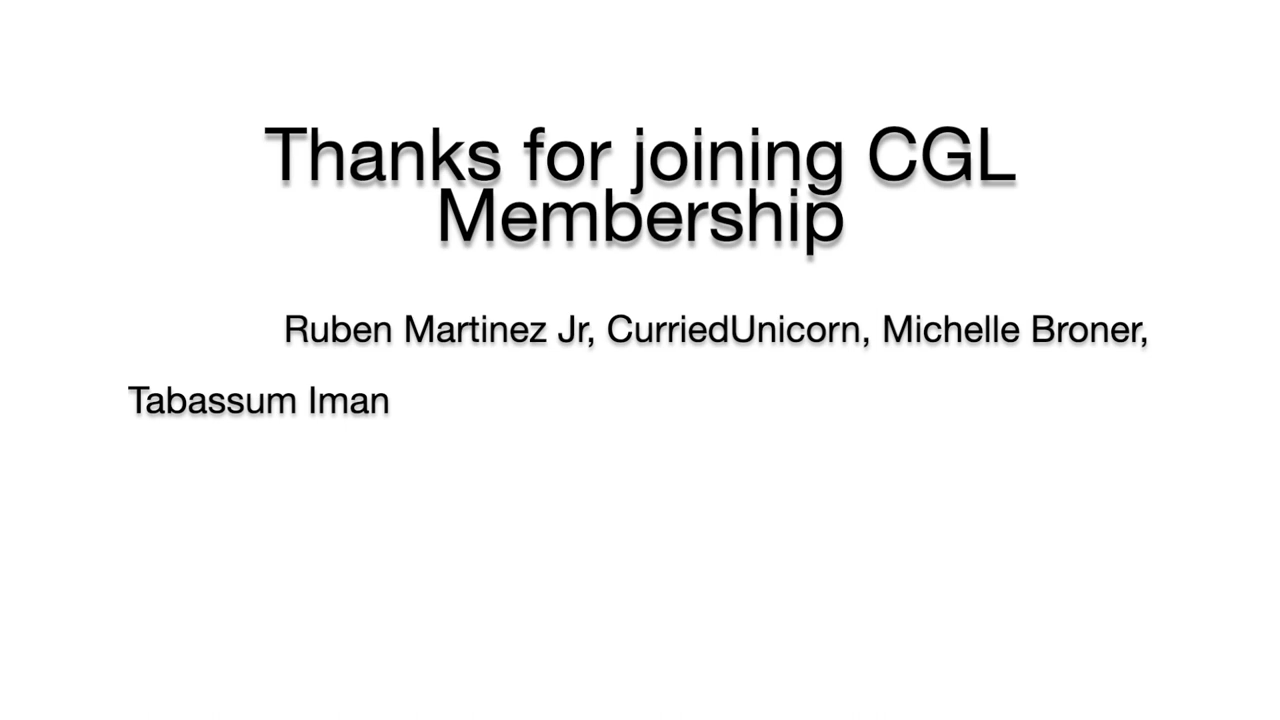 Thanks for joining CGL
Membership
Ruben Martinez Jr, CurriedUnicorn, Michelle Broner,
Tabassum Iman